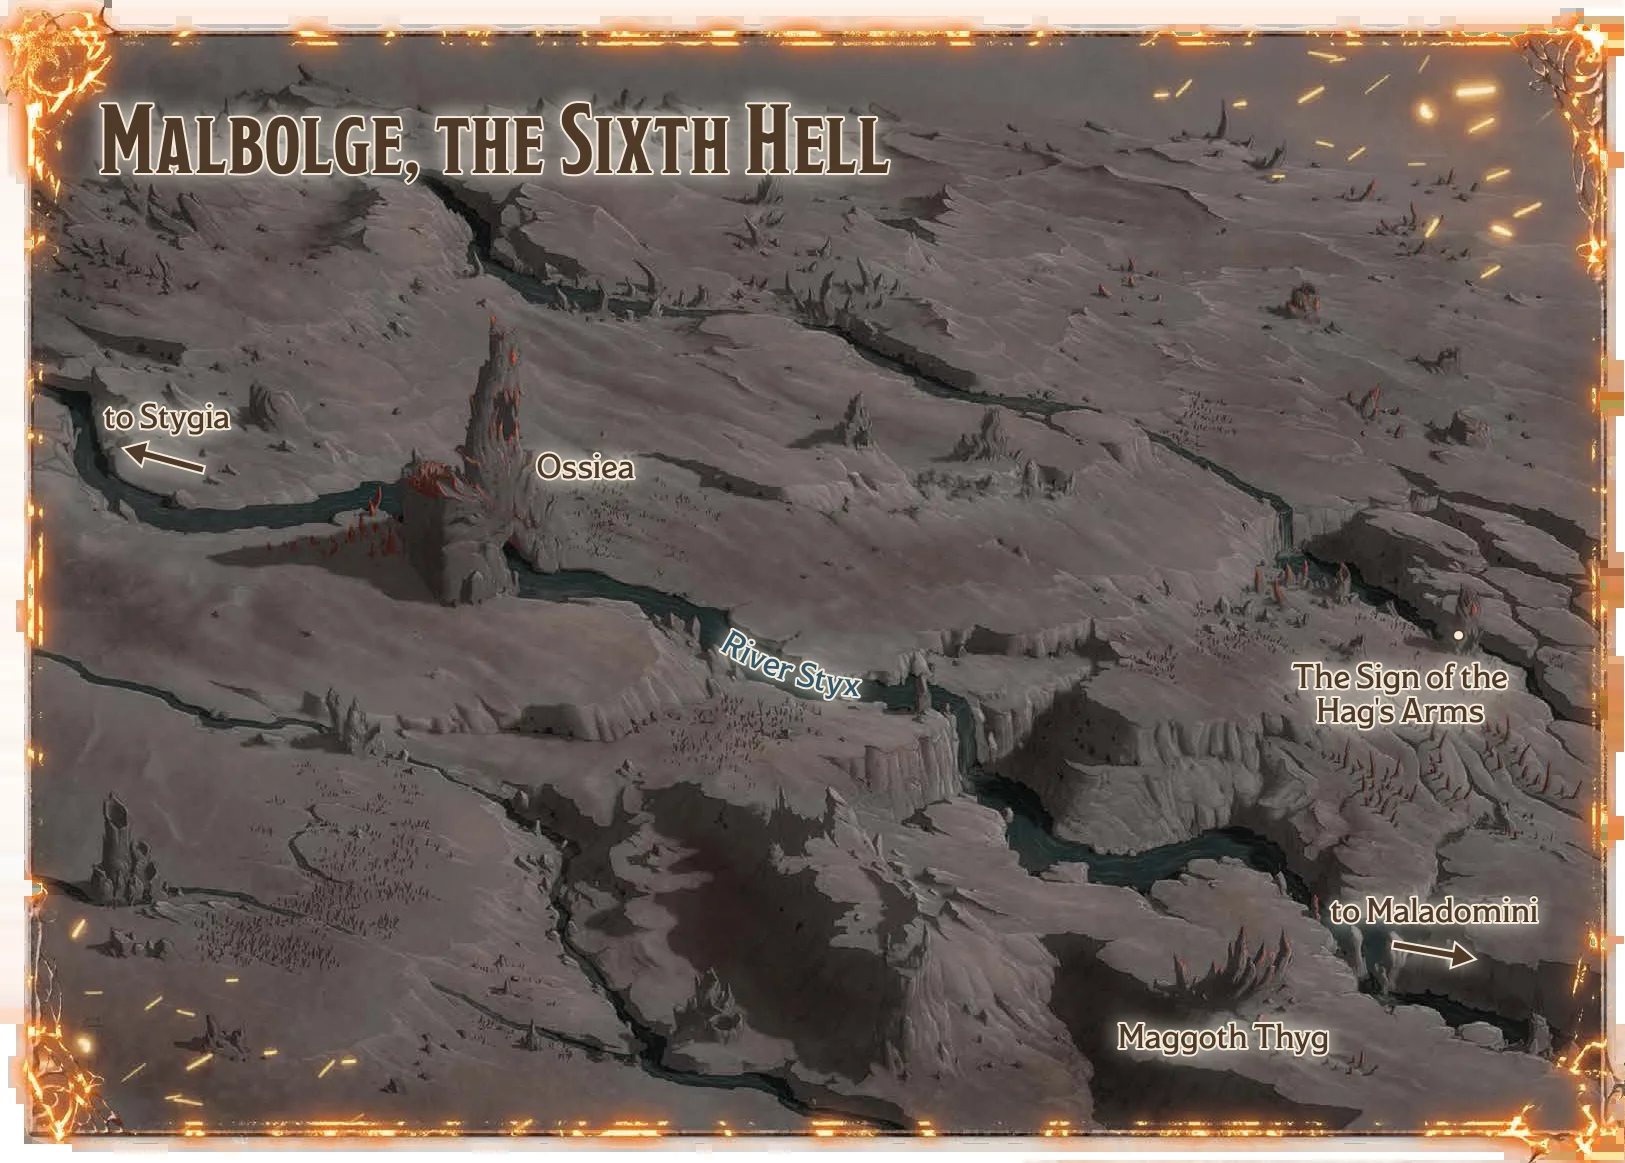 Malbolge, the Sixth Hell
to Stygia
Ossiea
River Styx
The Sign of the
Hag's Arms
to Maladomini
Maggoth Thyg